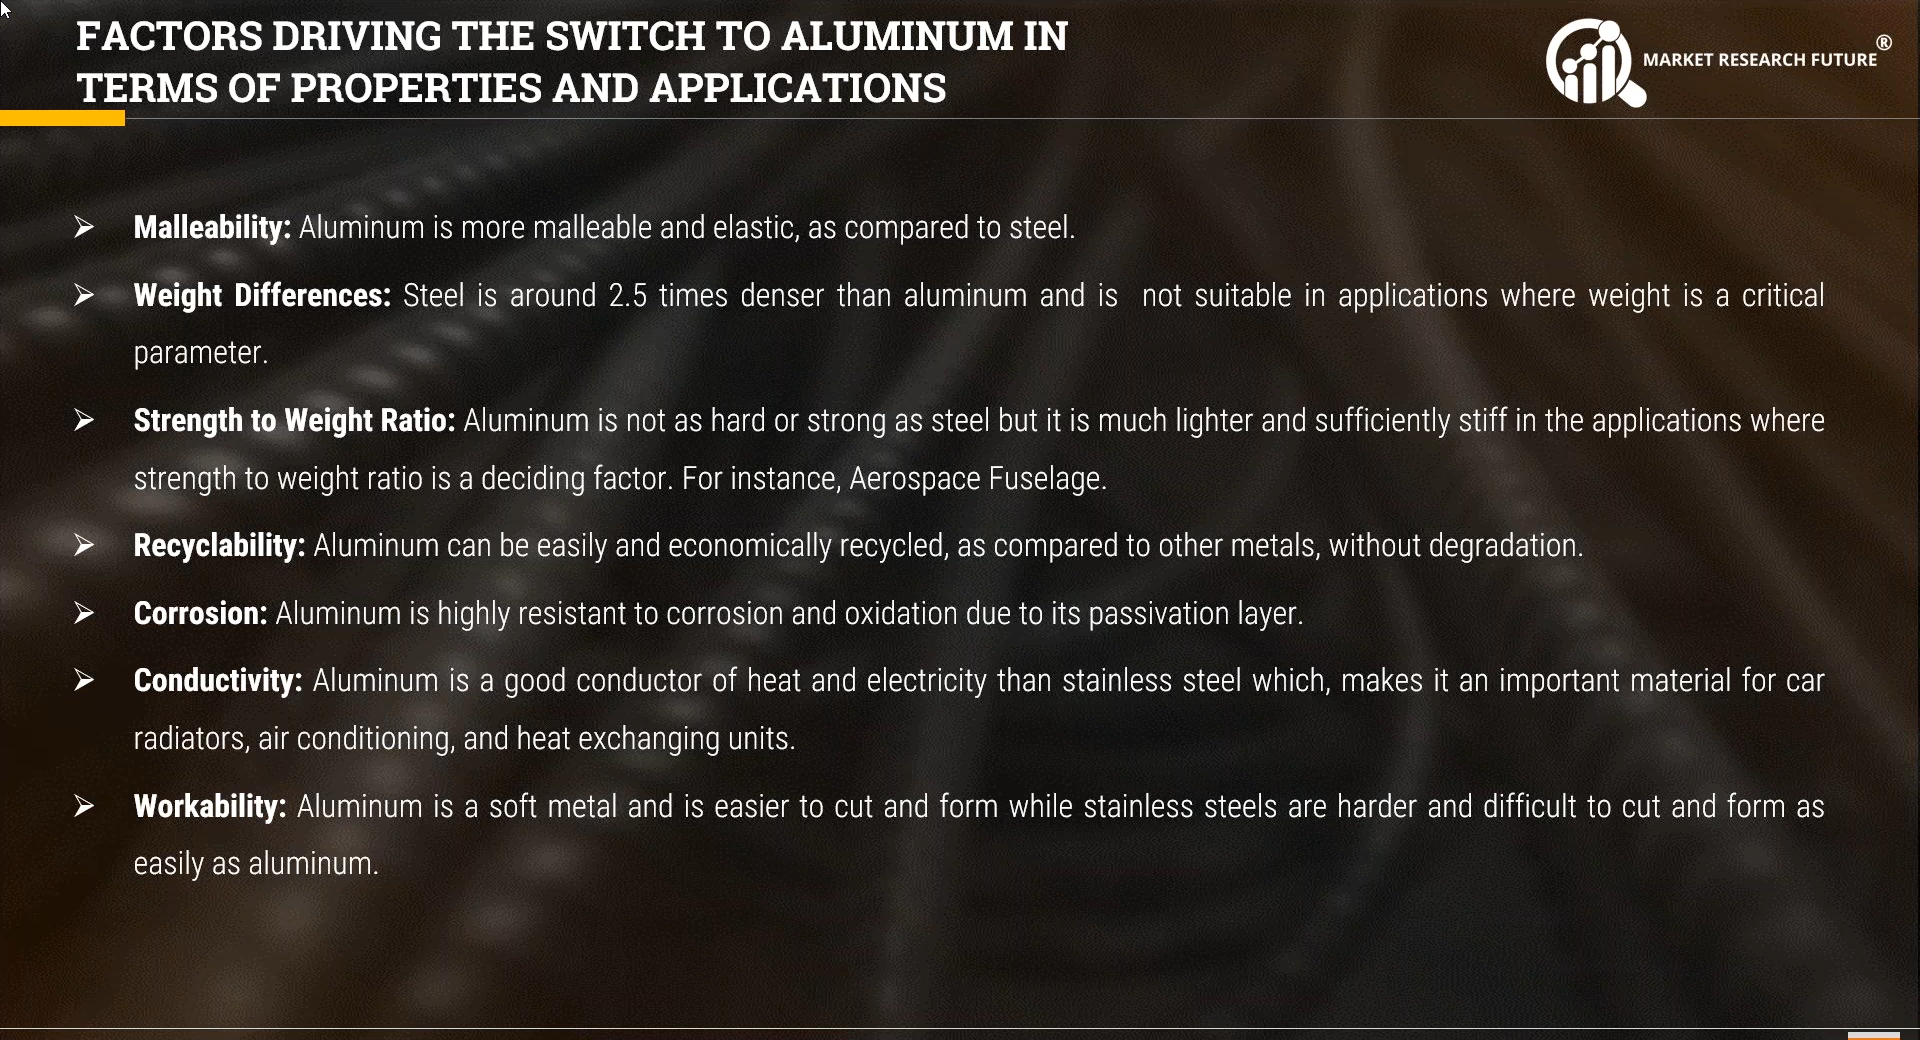 FACTORS DRIVING THE SWITCH TO ALUMINUM IN
TERMS OF PROPERTIES AND APPLICATIONS
MARKET RESEARCH FUTURE®
➢ Malleability: Aluminum is more malleable and elastic, as compared to steel.
➢ Weight Differences: Steel is around 2.5 times denser than aluminum and is  not suitable in applications where weight is a critical
parameter.
➢ Strength to Weight Ratio: Aluminum is not as hard or strong as steel but it is much lighter and sufficiently stiff in the applications where
strength to weight ratio is a deciding factor. For instance, Aerospace Fuselage.
➢ Recyclability: Aluminum can be easily and economically recycled, as compared to other metals, without degradation.
➢ Corrosion: Aluminum is highly resistant to corrosion and oxidation due to its passivation layer.
➢ Conductivity: Aluminum is a good conductor of heat and electricity than stainless steel which, makes it an important material for car
radiators, air conditioning, and heat exchanging units.
➢ Workability: Aluminum is a soft metal and is easier to cut and form while stainless steels are harder and difficult to cut and form as
easily as aluminum.